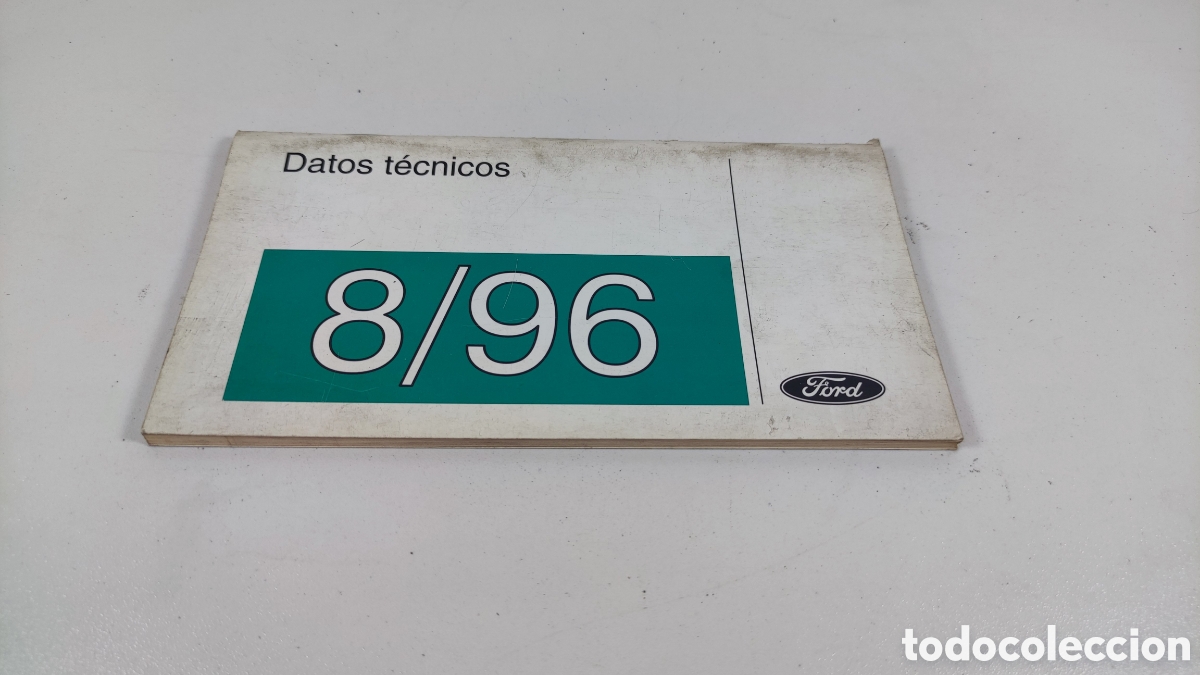 Datos técnicos
8/96
Ford
todocoleccion